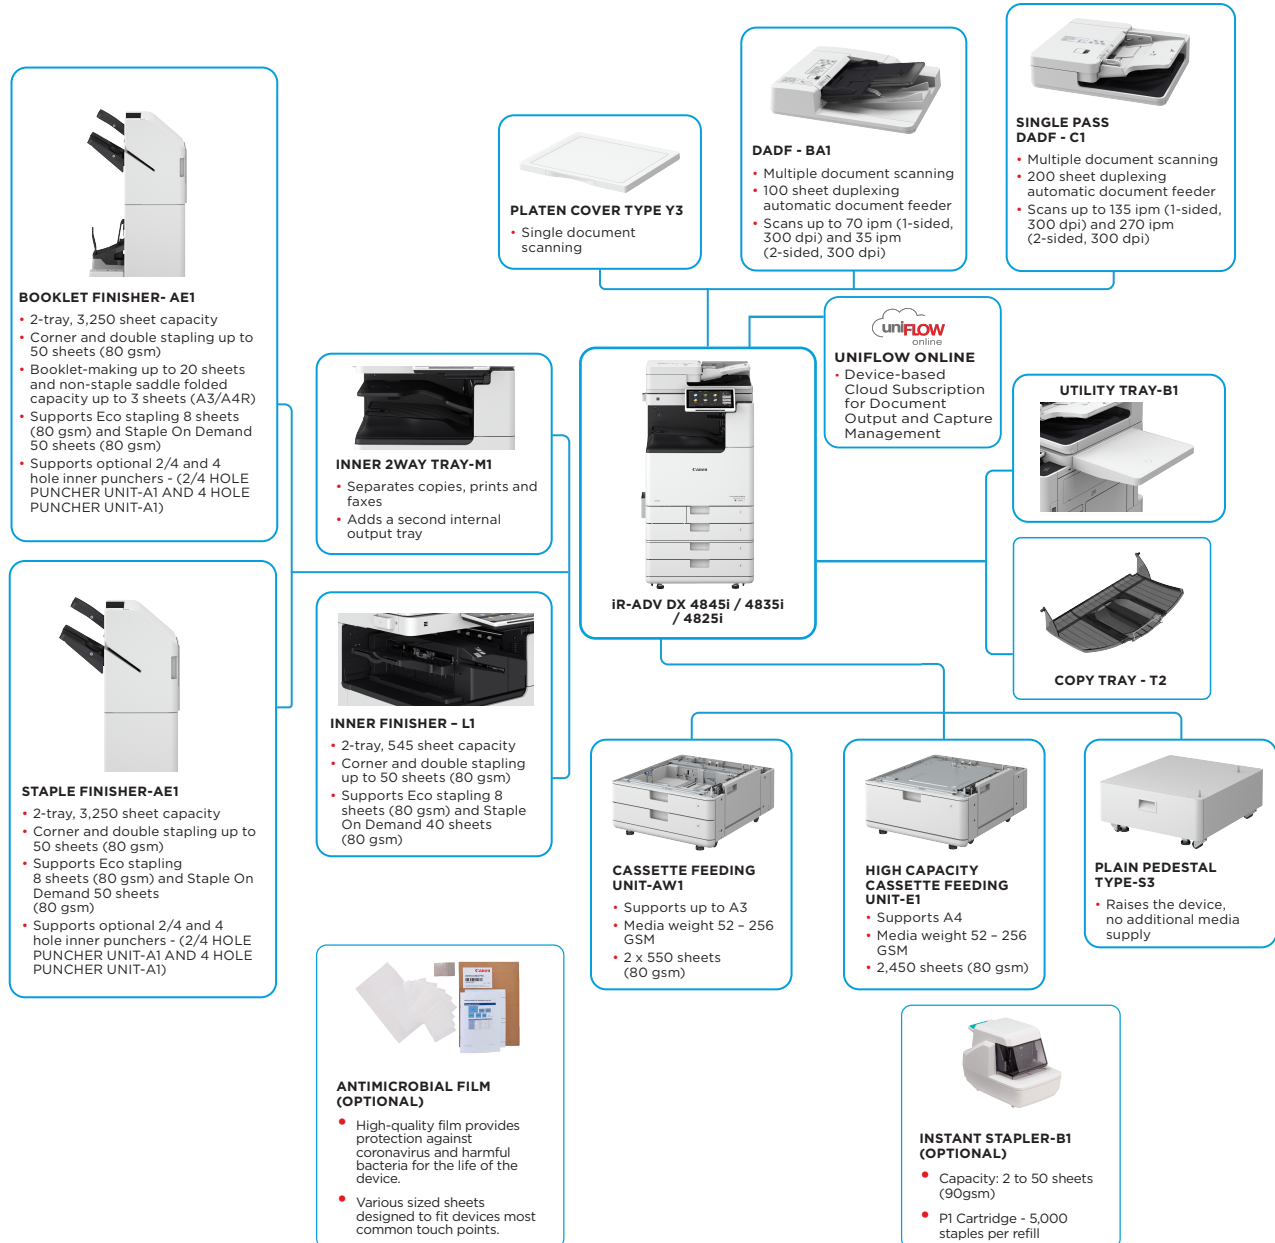 BOOKLET FINISHER- AE1
• 2-tray, 3,250 sheet capacity
• Corner and double stapling up to
50 sheets (80 gsm)
• Booklet-making up to 20 sheets
and non-staple saddle folded
capacity up to 3 sheets (A3/A4R)
• Supports Eco stapling 8 sheets
(80 gsm) and Staple On Demand
50 sheets (80 gsm)
• Supports optional 2/4 and 4
hole inner punchers - (2/4 HOLE
PUNCHER UNIT-A1 AND 4 HOLE
PUNCHER UNIT-A1)
STAPLE FINISHER-AE1
• 2-tray, 3,250 sheet capacity
• Corner and double stapling up to
50 sheets (80 gsm)
• Supports Eco stapling
8 sheets (80 gsm) and Staple On
Demand 50 sheets
(80 gsm)
• Supports optional 2/4 and 4
hole inner punchers - (2/4 HOLE
PUNCHER UNIT-A1 AND 4 HOLE
PUNCHER UNIT-A1)
INNER 2WAY TRAY-M1
• Separates copies, prints and
faxes
• Adds a second internal
output tray
INNER FINISHER – L1
• 2-tray, 545 sheet capacity
• Corner and double stapling
up to 50 sheets (80 gsm)
• Supports Eco stapling 8
sheets (80 gsm) and Staple
On Demand 40 sheets
(80 gsm)
PLATEN COVER TYPE Y3
• Single document
scanning
DADF - BA1
• Multiple document scanning
• 100 sheet duplexing
automatic document feeder
• Scans up to 70 ipm (1-sided,
300 dpi) and 35 ipm
(2-sided, 300 dpi)
SINGLE PASS
DADF - C1
• Multiple document scanning
• 200 sheet duplexing
automatic document feeder
• Scans up to 135 ipm (1-sided,
300 dpi) and 270 ipm
(2-sided, 300 dpi)
uniFLOW
online
UNIFLOW ONLINE
• Device-based
Cloud Subscription
for Document
Output and Capture
Management
Canon
iR-ADV DX 4845i / 4835i
/ 4825i
UTILITY TRAY-B1
COPY TRAY - T2
CASSETTE FEEDING
UNIT-AW1
• Supports up to A3
• Media weight 52 – 256
GSM
• 2 x 550 sheets
(80 gsm)
HIGH CAPACITY
CASSETTE FEEDING
UNIT-E1
• Supports A4
• Media weight 52 – 256
GSM
• 2,450 sheets (80 gsm)
PLAIN PEDESTAL
TYPE-S3
• Raises the device,
no additional media
supply
Canon
ANTIMICROBIAL FILM
(OPTIONAL)
• High-quality film provides
protection against
coronavirus and harmful
bacteria for the life of the
device.
• Various sized sheets
designed to fit devices most
common touch points.
INSTANT STAPLER-B1
(OPTIONAL)
• Capacity: 2 to 50 sheets
(90gsm)
• P1 Cartridge - 5,000
staples per refill